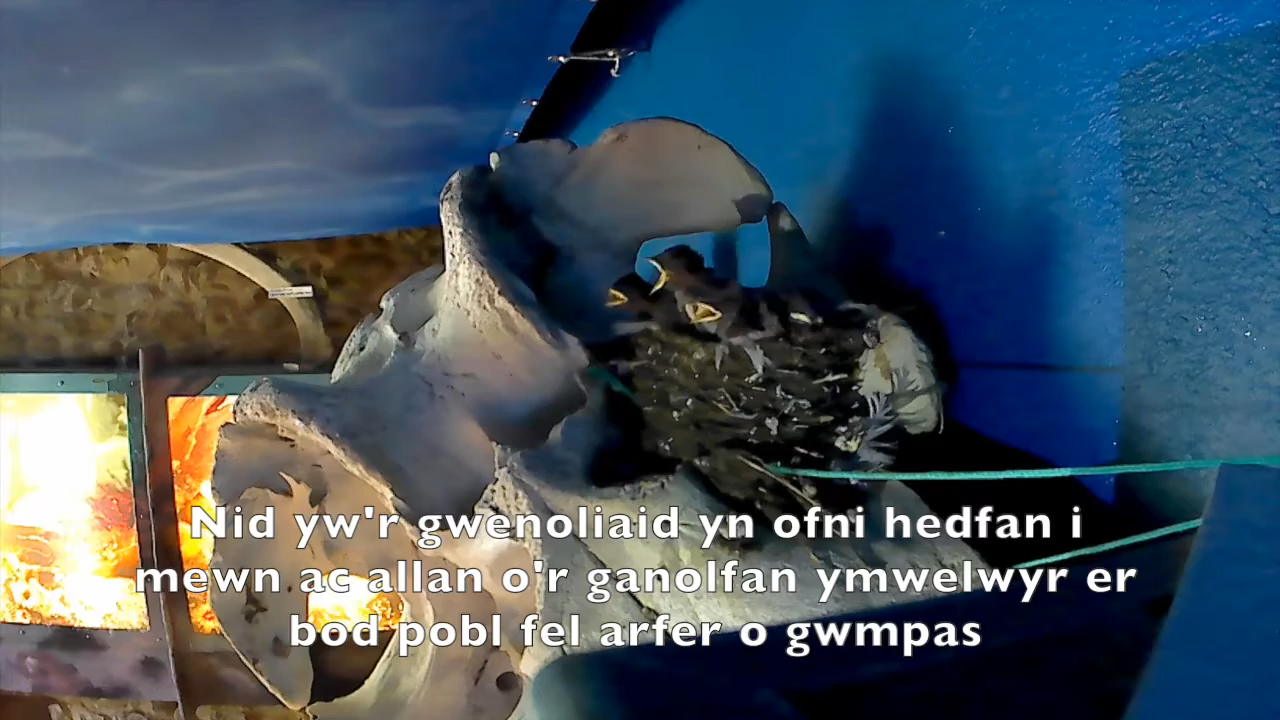 Nid yw'r gwenoliaid yn ofni hedfan i
mewn ac allan o'r ganolfan ymwelwyr er
bod pobl fel arfer o gwmpas